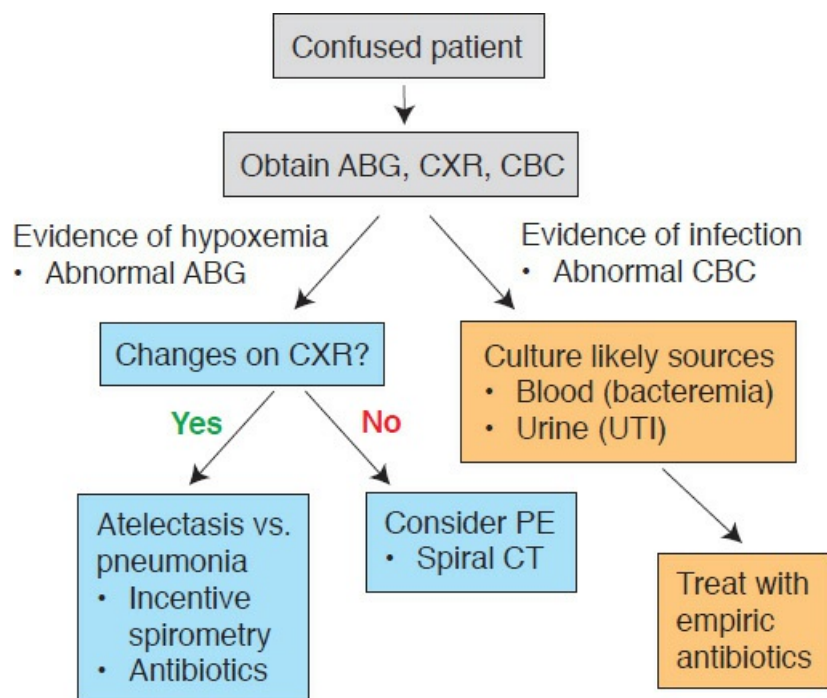 Confused patient
Obtain ABG, CXR, CBC
Evidence of hypoxemia
• Abnormal ABG
Evidence of infection
• Abnormal CBC
Changes on CXR?
Culture likely sources
• Blood (bacteremia)
• Urine (UTI)
Yes
No
Atelectasis vs.
pneumonia
• Incentive
spirometry
• Antibiotics
Consider PE
• Spiral CT
Treat with
empiric
antibiotics